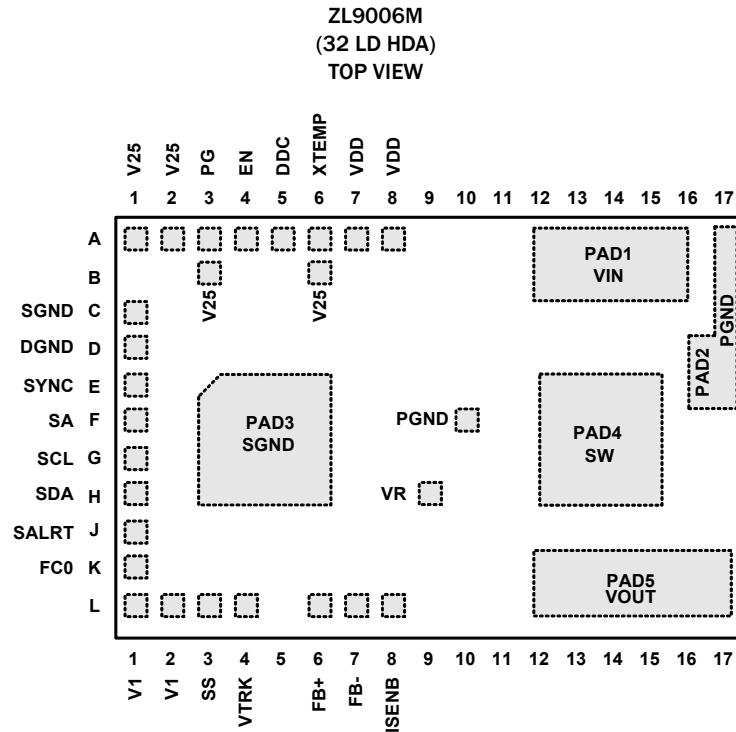 ZL9006M
(32 LD HDA)
TOP VIEW
V25 V25 PG EN DDC XTEMP VDD VDD
1 2 3 4 5 6 7 8 9 10 11 12 13 14 15 16 17
A
B
SGND C
DGND D
SYNC E
SA F
SCL G
SDA H
SALRT J
FC0 K
L
V25
V25
PAD1
VIN
PGND
PAD2
PAD3
SGND
PGND
PAD4
SW
VR
PAD5
VOUT
1 2 3 4 5 6 7 8 9 10 11 12 13 14 15 16 17
V1 V1 SS VTRK FB+ FB- ISENB